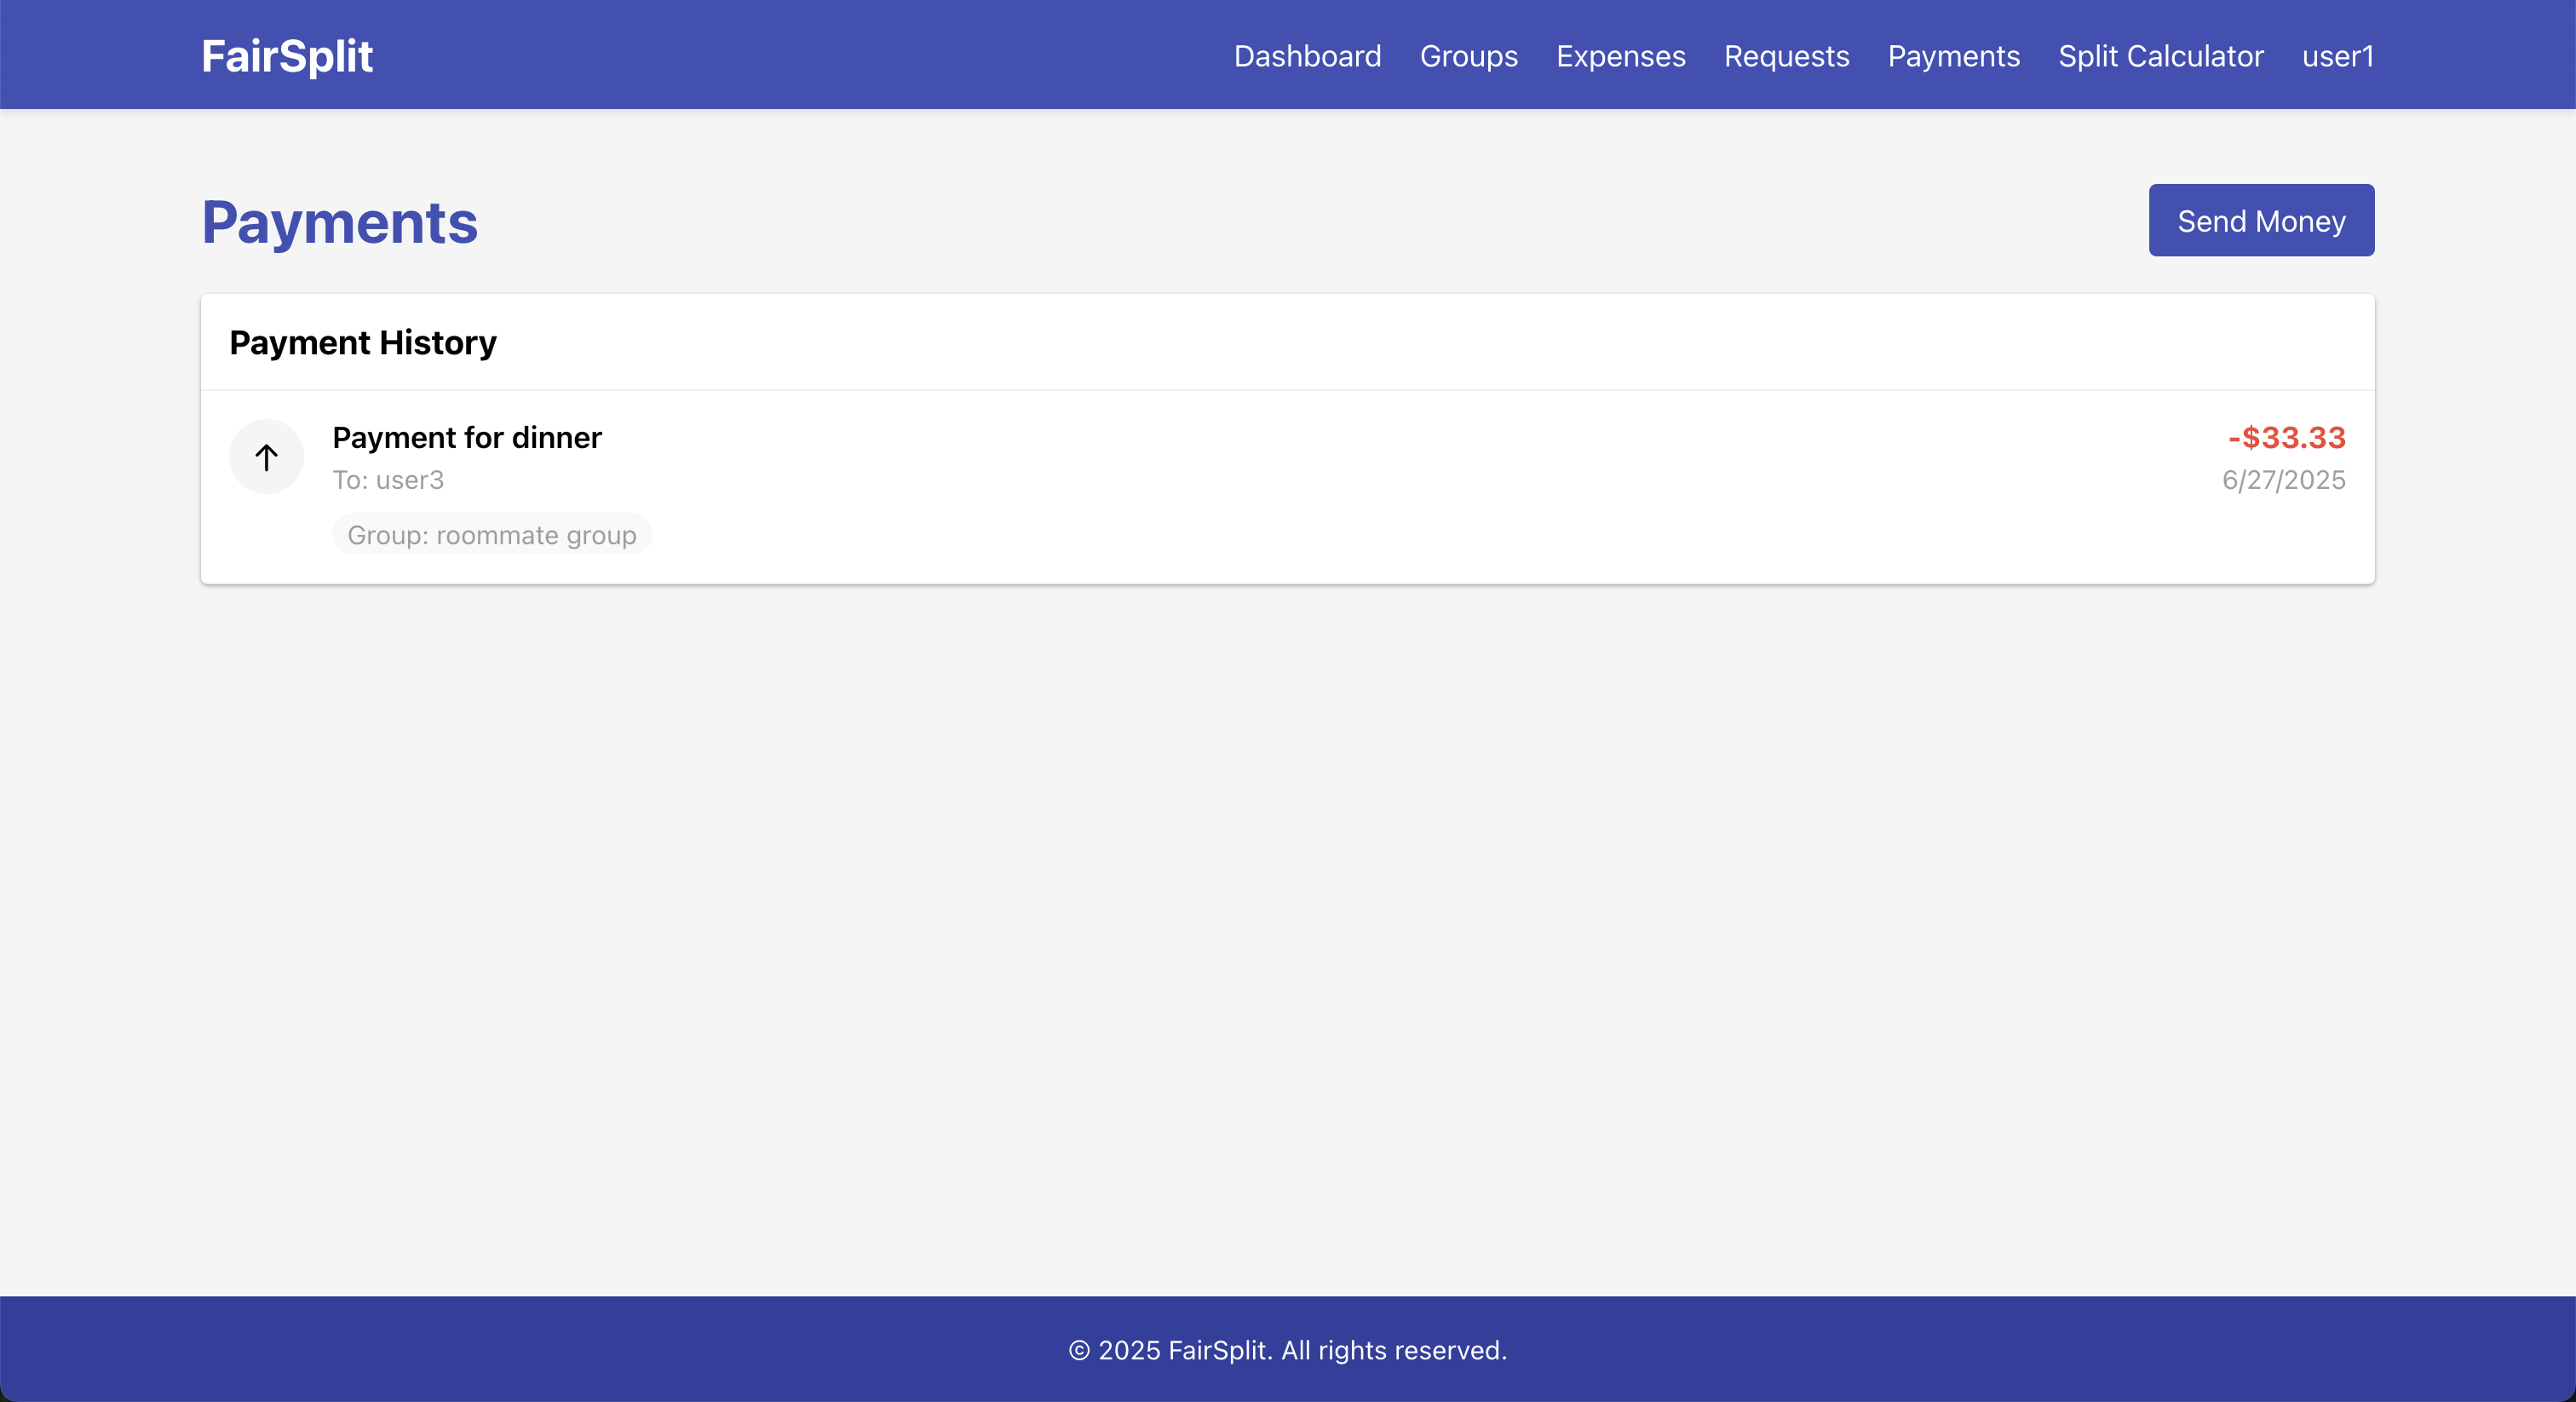 FairSplit
Dashboard Groups Expenses Requests Payments Split Calculator user1
Payments
Send Money
Payment History
Payment for dinner
-$33.33
To: user3
6/27/2025
Group: roommate group
© 2025 FairSplit. All rights reserved.